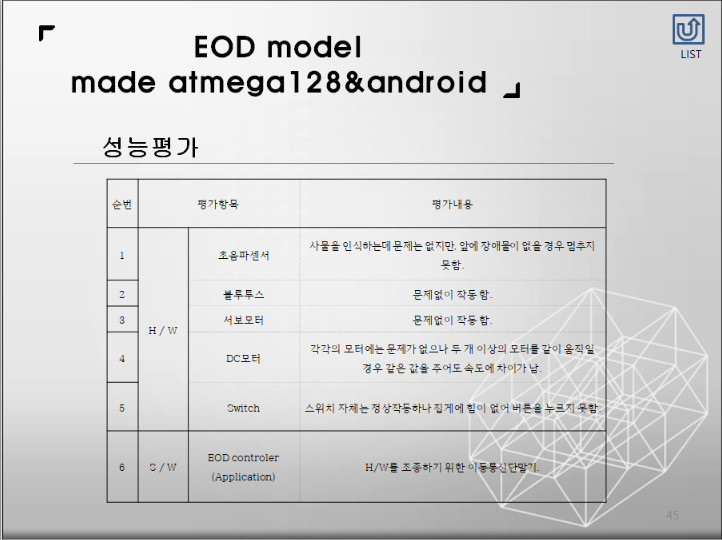 EOD model
LIST
made atmega128&android
성능평가
순번 평가항목 평가내용
1 H / W 초음파센서 사물을 인식하는데 문제는 없지만, 앞에 장애물이 없을 경우 멈추지
못함.
2 블루투스 문제없이 작동 함.
3 서보모터 문제없이 작동 함.
4 DC모터 각각의 모터에는 문제가 없으나 두 개 이상의 모터를 같이 움직일
경우 같은 값을 주어도 속도에 차이가 남.
5 Switch 스위치 자체는 정상작동하나 집게에 힘이 없어 버튼을 누르지 못함.
6 S / W EOD controler
(Application) H/W를 조종하기 위한 이동통신단말기.
45